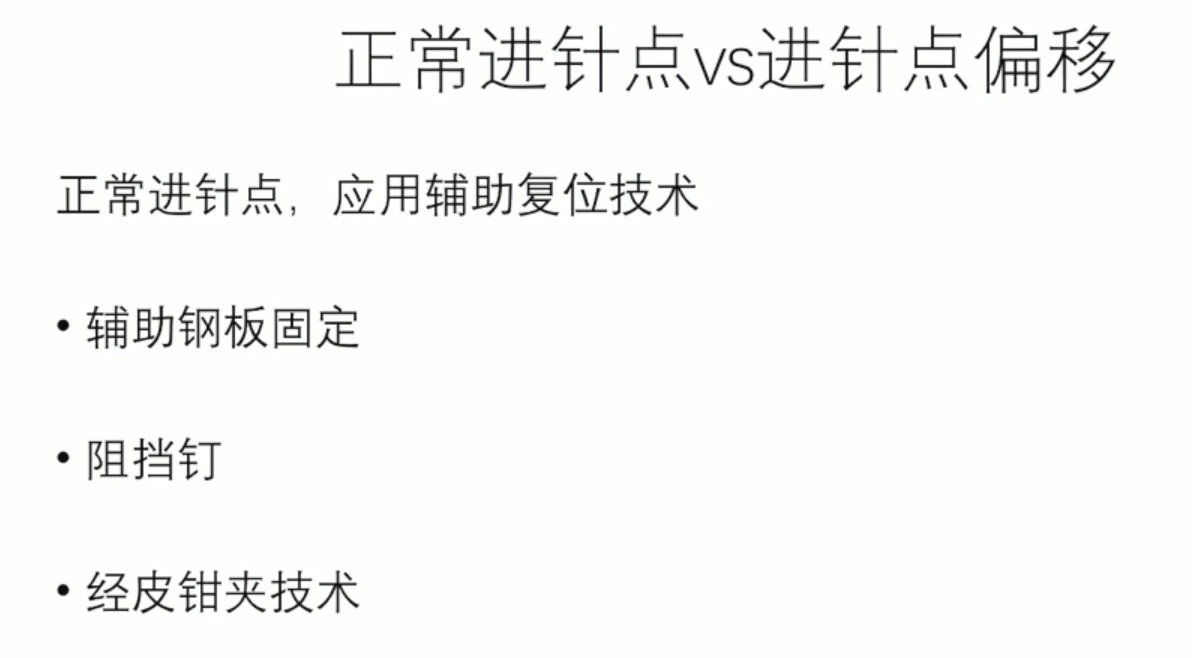 正常进针点vs进针点偏移
正常进针点，应用辅助复位技术
• 辅助钢板固定
• 阻挡钉
• 经皮钳夹技术